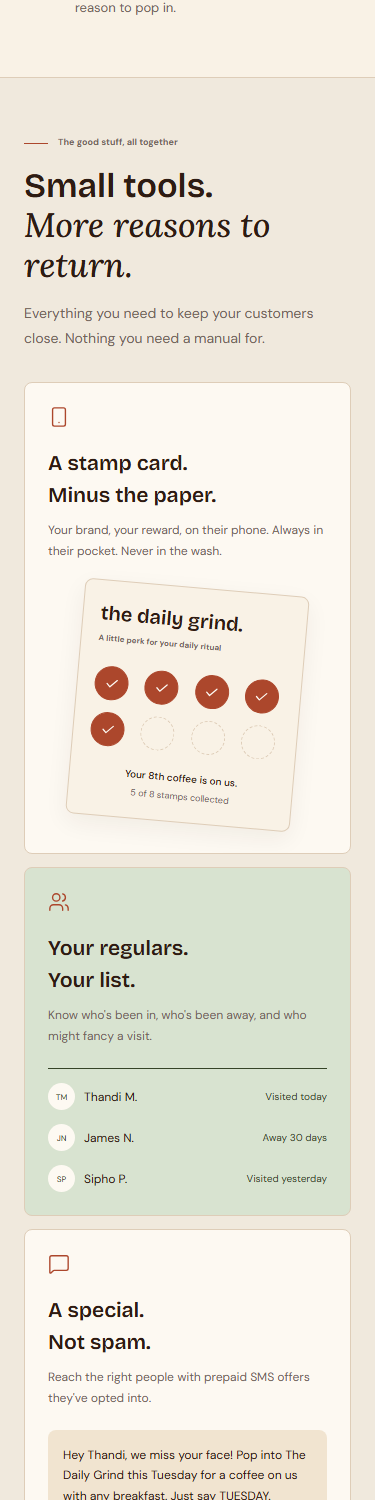 reason to pop in.
The good stuff, all together
Small tools.
More reasons to
return.
Everything you need to keep your customers
close. Nothing you need a manual for.
A stamp card.
Minus the paper.
Your brand, your reward, on their phone. Always in
their pocket. Never in the wash.
the daily grind.
A little perk for your daily ritual
Your 8th coffee is on us.
5 of 8 stamps collected
Your regulars.
Your list.
Know who's been in, who's been away, and who
might fancy a visit.
TM Thandi M. Visited today
JN James N. Away 30 days
SP Sipho P. Visited yesterday
A special.
Not spam.
Reach the right people with prepaid SMS offers
they've opted into.
Hey Thandi, we miss your face! Pop into The
Daily Grind this Tuesday for a coffee on us
with any breakfast. Just say TUESDAY.